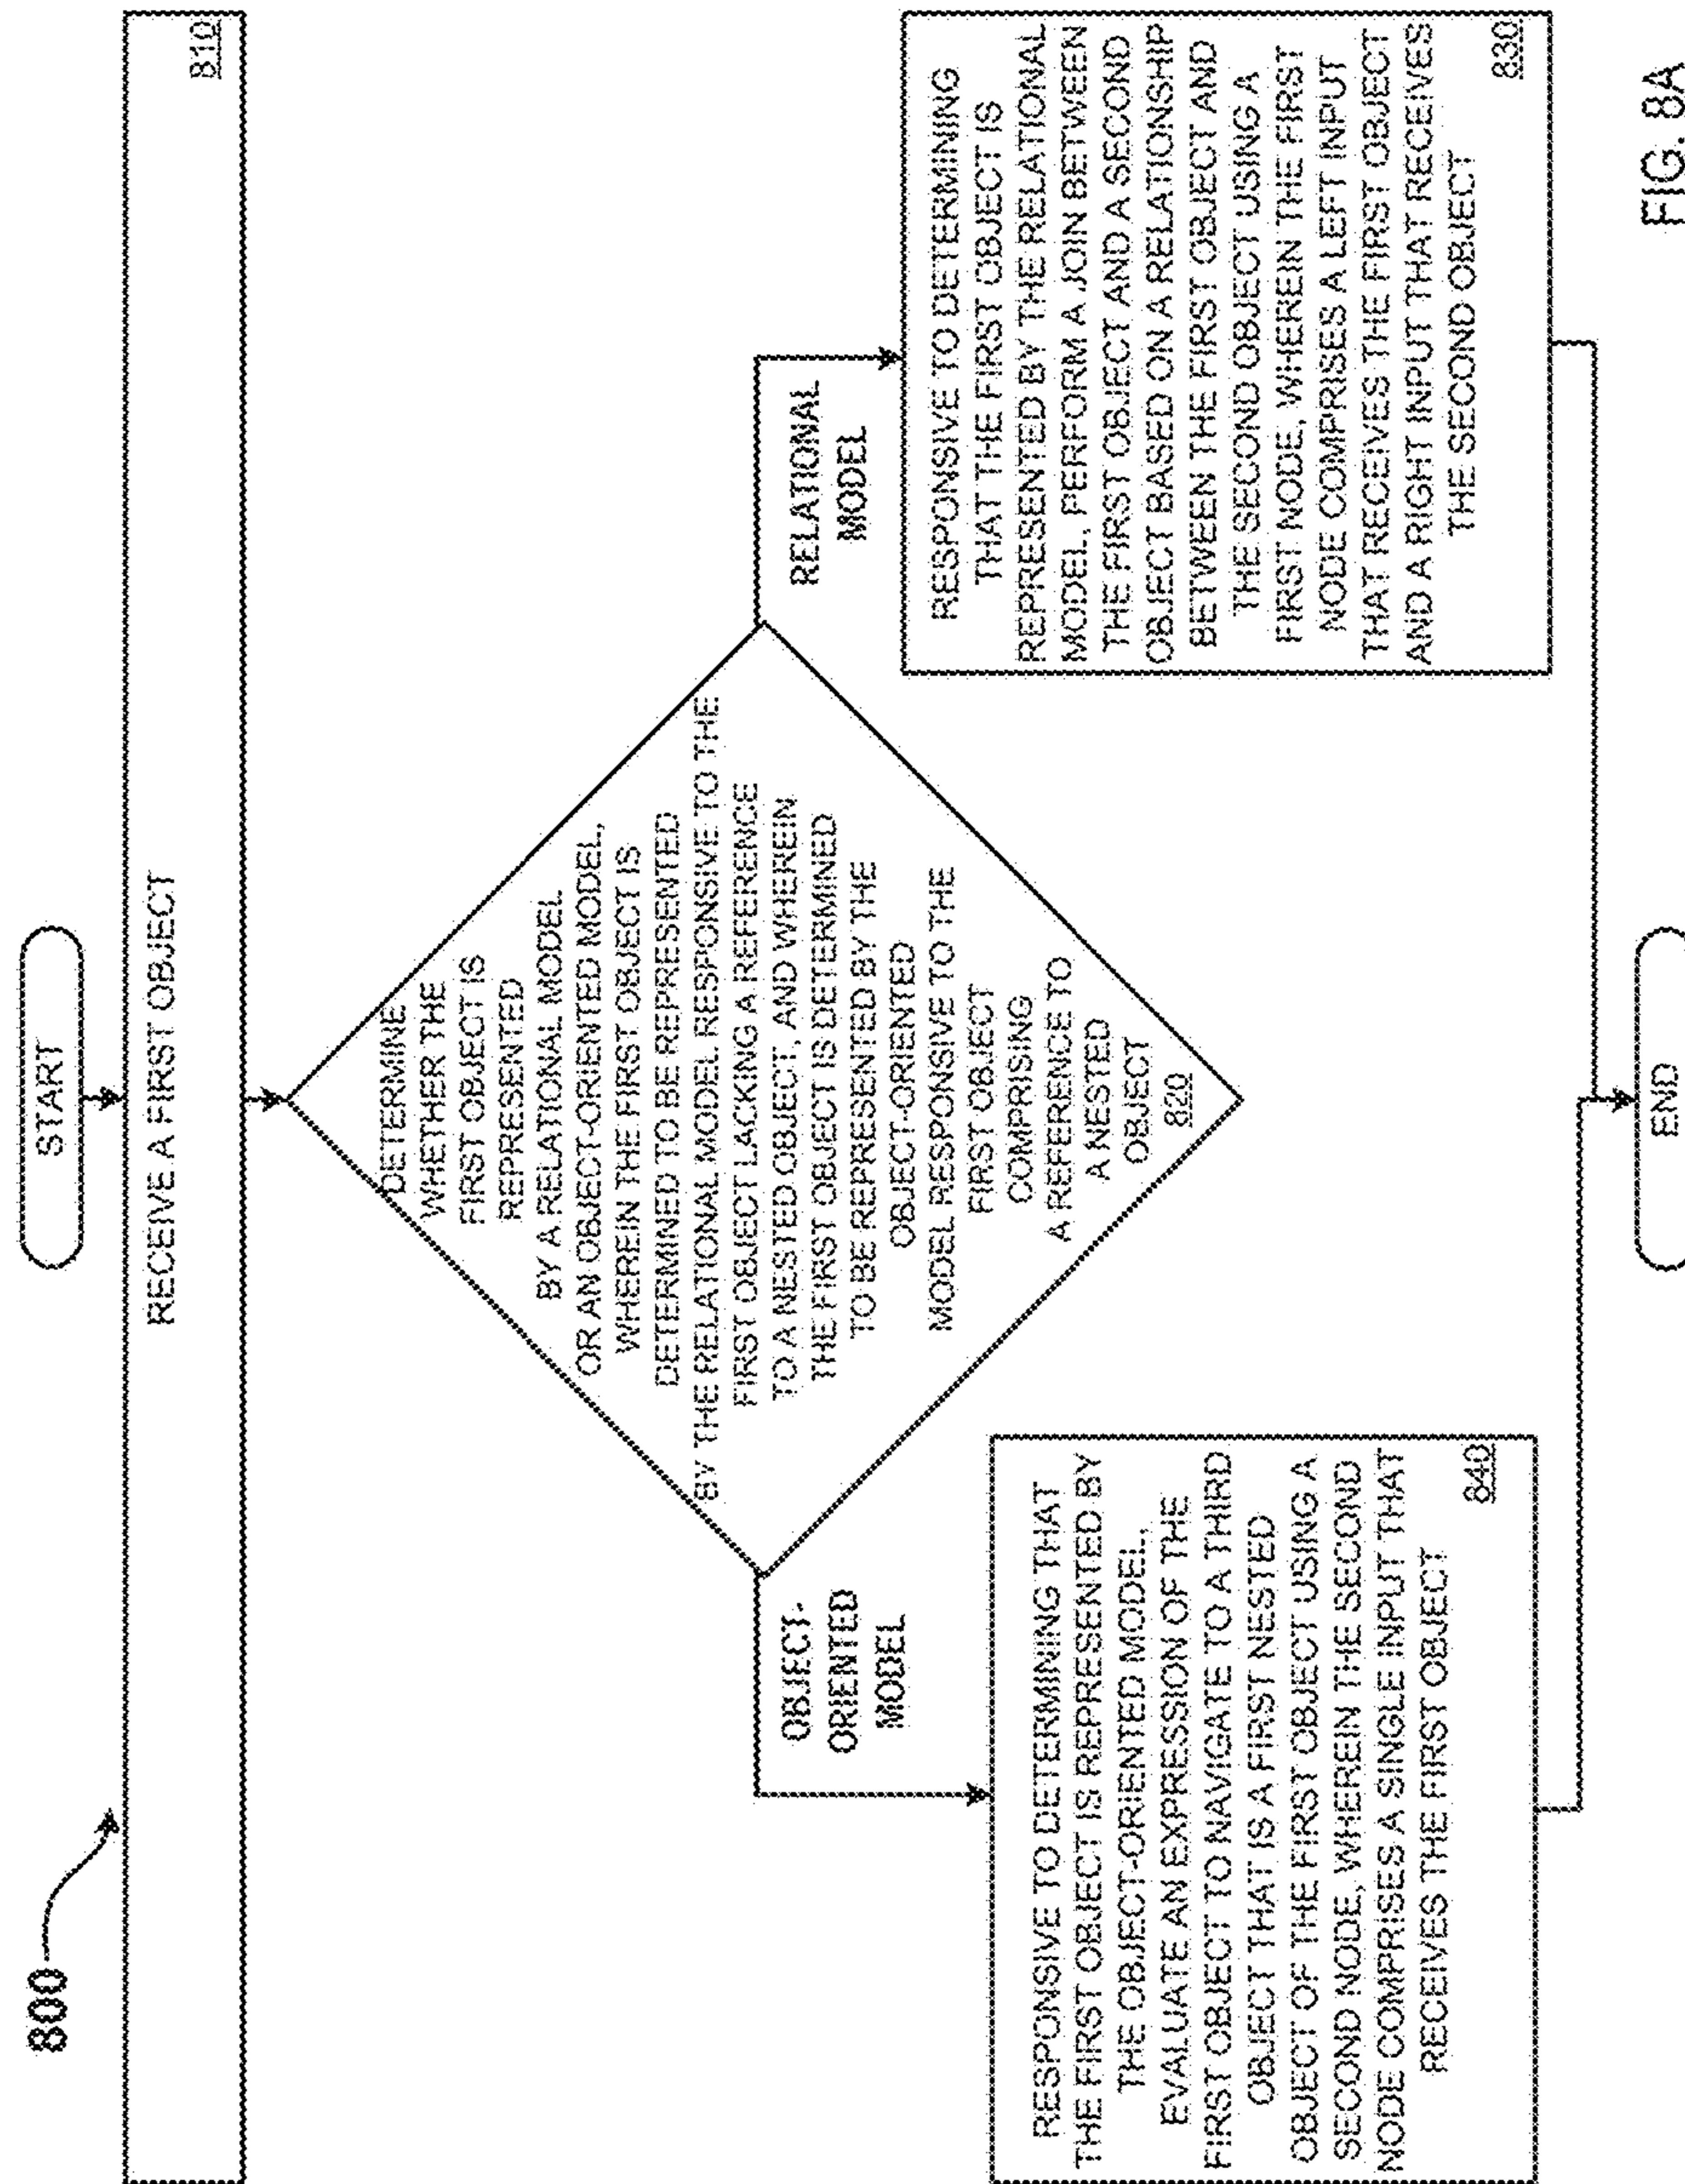 800
START
RECEIVE A FIRST OBJECT
810
DETERMINE
WHETHER THE
FIRST OBJECT IS
REPRESENTED
BY A RELATIONAL MODEL
OR AN OBJECT-ORIENTED MODEL,
WHEREIN THE FIRST OBJECT IS
DETERMINED TO BE REPRESENTED
BY THE RELATIONAL MODEL RESPONSIVE TO THE
FIRST OBJECT LACKING A REFERENCE
TO A NESTED OBJECT, AND WHEREIN
THE FIRST OBJECT IS DETERMINED
TO BE REPRESENTED BY THE
OBJECT-ORIENTED
MODEL RESPONSIVE TO THE
FIRST OBJECT
COMPRISING
A REFERENCE TO
A NESTED
OBJECT
820
OBJECT-
ORIENTED
MODEL
RELATIONAL
MODEL
RESPONSIVE TO DETERMINING THAT
THE FIRST OBJECT IS REPRESENTED BY
THE OBJECT-ORIENTED MODEL,
EVALUATE AN EXPRESSION OF THE
FIRST OBJECT TO NAVIGATE TO A THIRD
OBJECT THAT IS A FIRST NESTED
OBJECT OF THE FIRST OBJECT USING A
SECOND NODE, WHEREIN THE SECOND
NODE COMPRISES A SINGLE INPUT THAT
RECEIVES THE FIRST OBJECT
840
RESPONSIVE TO DETERMINING
THAT THE FIRST OBJECT IS
REPRESENTED BY THE RELATIONAL
MODEL, PERFORM A JOIN BETWEEN
THE FIRST OBJECT AND A SECOND
OBJECT BASED ON A RELATIONSHIP
BETWEEN THE FIRST OBJECT AND
THE SECOND OBJECT USING A
FIRST NODE, WHEREIN THE FIRST
NODE COMPRISES A LEFT INPUT
THAT RECEIVES THE FIRST OBJECT
AND A RIGHT INPUT THAT RECEIVES
THE SECOND OBJECT
830
END
FIG. 8A